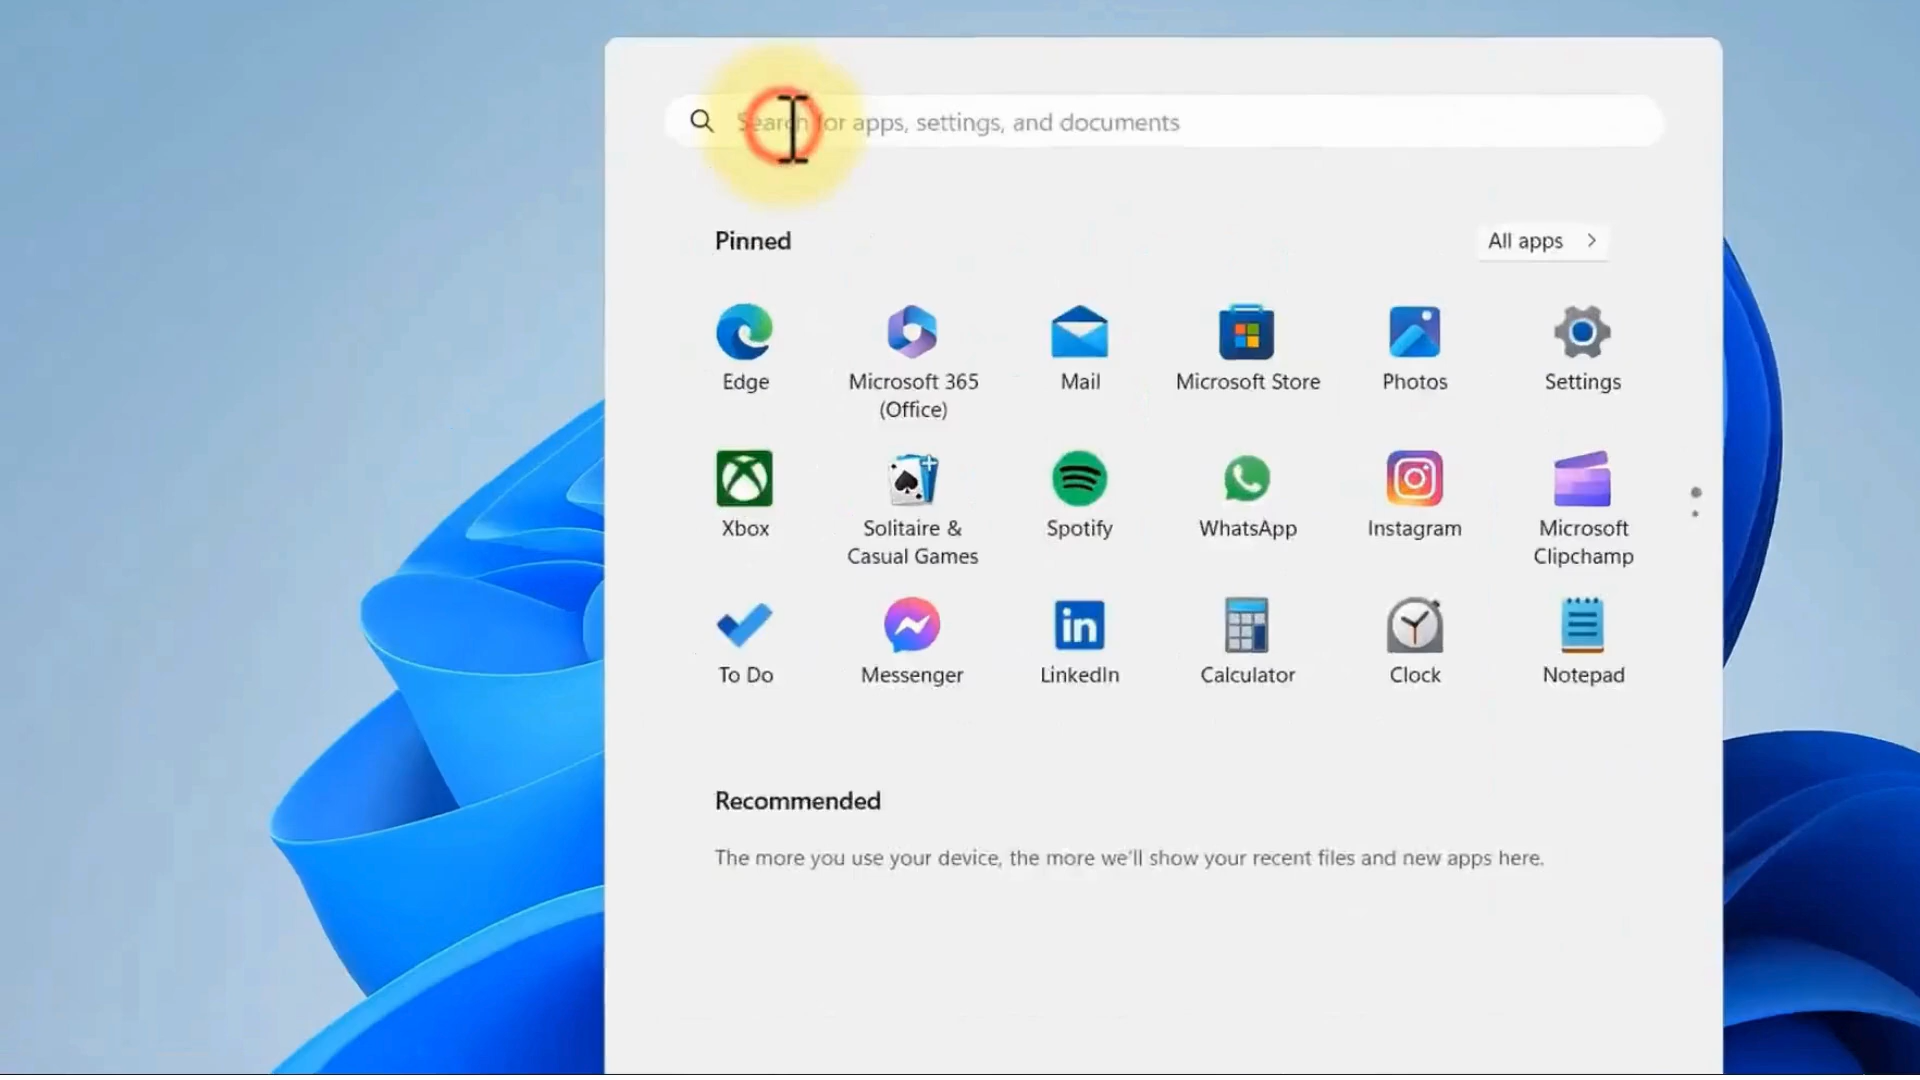 Search for apps, settings, and documents
Pinned
All apps
Edge
Microsoft 365
(Office)
Mail
Microsoft Store
Photos
Settings
Xbox
Solitaire &
Casual Games
Spotify
WhatsApp
Instagram
Microsoft
Clipchamp
To Do
Messenger
in
LinkedIn
Calculator
Clock
Notepad
Recommended
The more you use your device, the more we'll show your recent files and new apps here.